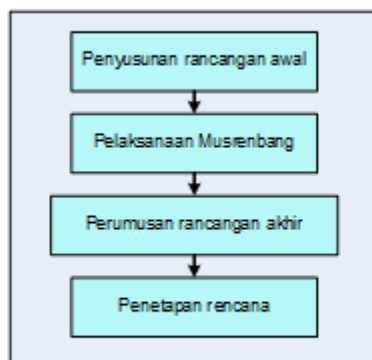 Penyusunan rancangan awal
Pelaksanaan Musrenbang
Perumusan rancangan akhir
Penetapan rencana